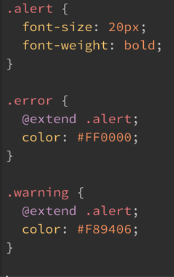 .alert {
  font-size: 20px;
  font-weight: bold;
}

.error {
  @extend .alert;
  color: #FF0000;
}

.warning {
  @extend .alert;
  color: #F89406;
}